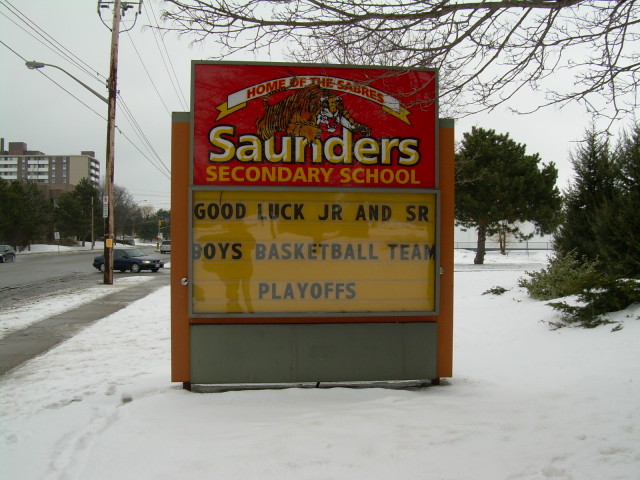 HOME OF THE SABRES
Saunders
SECONDARY SCHOOL
GOOD LUCK JR AND SR
BOYS BASKETBALL TEAM
PLAYOFFS